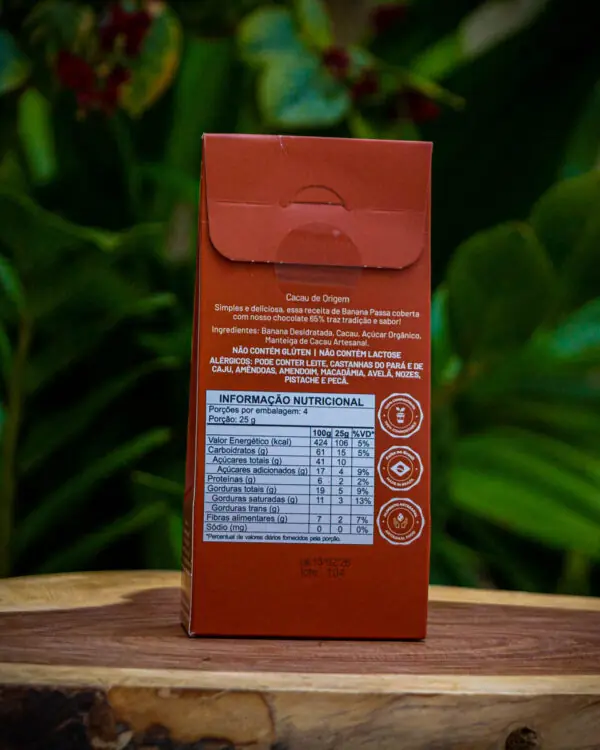 Cacau de Origem
Simples e deliciosa, essa receita de Banana Passa coberta
com nosso chocolate 65% traz tradição e sabor!
Ingredientes: Banana Desidratada, Cacau, Açúcar Orgânico,
Manteiga de Cacau Artesanal.
NÃO CONTÉM GLÚTEN | NÃO CONTÉM LACTOSE
ALÉRGICOS: PODE CONTER LEITE, CASTANHAS DO PARÁ E DE
CAJU, AMÊNDOAS, AMENDOIM, MACADÂMIA, AVELÃ, NOZES,
PISTACHE E PECÃ.
INFORMAÇÃO NUTRICIONAL
Porções por embalagem: 4
Porção: 25 g
100g 25g %VD*
Valor Energético (kcal) 424 106 5%
Carboidratos (g) 61 15 5%
Açúcares totais (g) 41 10
Açúcares adicionados (g) 17 4 9%
Proteínas (g) 6 2 2%
Gorduras totais (g) 19 5 9%
Gorduras saturadas (g) 11 3 13%
Gorduras trans (g)
Fibras alimentares (g) 7 2 7%
Sódio (mg) 0 0 0%
*Percentual de valores diários fornecidos pela porção.
104